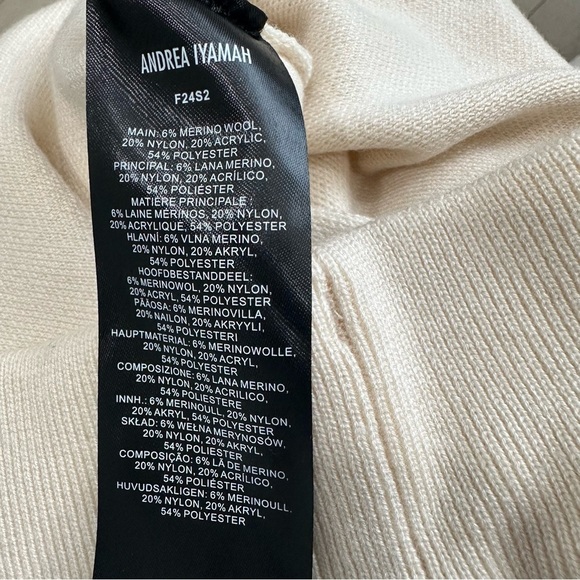 ANDREA IYAMAH
F24S2
MAIN: 6% MERINO WOOL,
20% NYLON, 20% ACRYLIC,
54% POLYESTER
PRINCIPAL: 6% LANA MERINO,
20% NYLON, 20% ACRÍLICO,
54% POLIÉSTER
MATIÈRE PRINCIPALE :
6% LAINE MÉRINOS, 20% NYLON,
20% ACRYLIQUE, 54% POLYESTER
HLAVNÍ: 6% VLNA MERINO,
20% NYLON, 20% AKRYL,
54% POLYESTER
HOOFDBESTANDDEEL:
6% MERINOWOL, 20% NYLON,
20% ACRYL, 54% POLYESTER
PÄÄOSA: 6% MERINOVILLA,
20% NAILON, 20% AKRYYLI,
54% POLYESTERI
HAUPTMATERIAL: 6% MERINOWOLLE,
20% NYLON, 20% ACRYL,
54% POLYESTER
COMPOSIZIONE: 6% LANA MERINO,
20% NYLON, 20% ACRILICO,
54% POLIESTERE
INNH.: 6% MERINOULL, 20% NYLON,
20% AKRYL, 54% POLYESTER
SKŁAD: 6% WEŁNA MERYNOSÓW,
20% NYLON, 20% AKRYL,
54% POLIESTER
COMPOSIÇÃO: 6% LÃ DE MERINO,
20% NYLON, 20% ACRÍLICO,
54% POLIÉSTER
HUVUDSAKLIGEN: 6% MERINOULL,
20% NYLON, 20% AKRYL,
54% POLYESTER